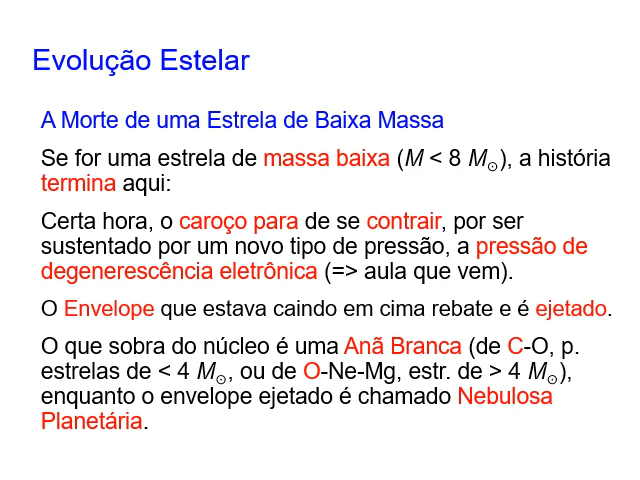 Evolução Estelar
A Morte de uma Estrela de Baixa Massa
Se for uma estrela de massa baixa (M < 8 M⊙), a história
termina aqui:
Certa hora, o caroço para de se contrair, por ser
sustentado por um novo tipo de pressão, a pressão de
degenerescência eletrônica (=> aula que vem).
O Envelope que estava caindo em cima rebate e é ejetado.
O que sobra do núcleo é uma Anã Branca (de C-O, p.
estrelas de < 4 M⊙, ou de O-Ne-Mg, estr. de > 4 M⊙),
enquanto o envelope ejetado é chamado Nebulosa
Planetária.